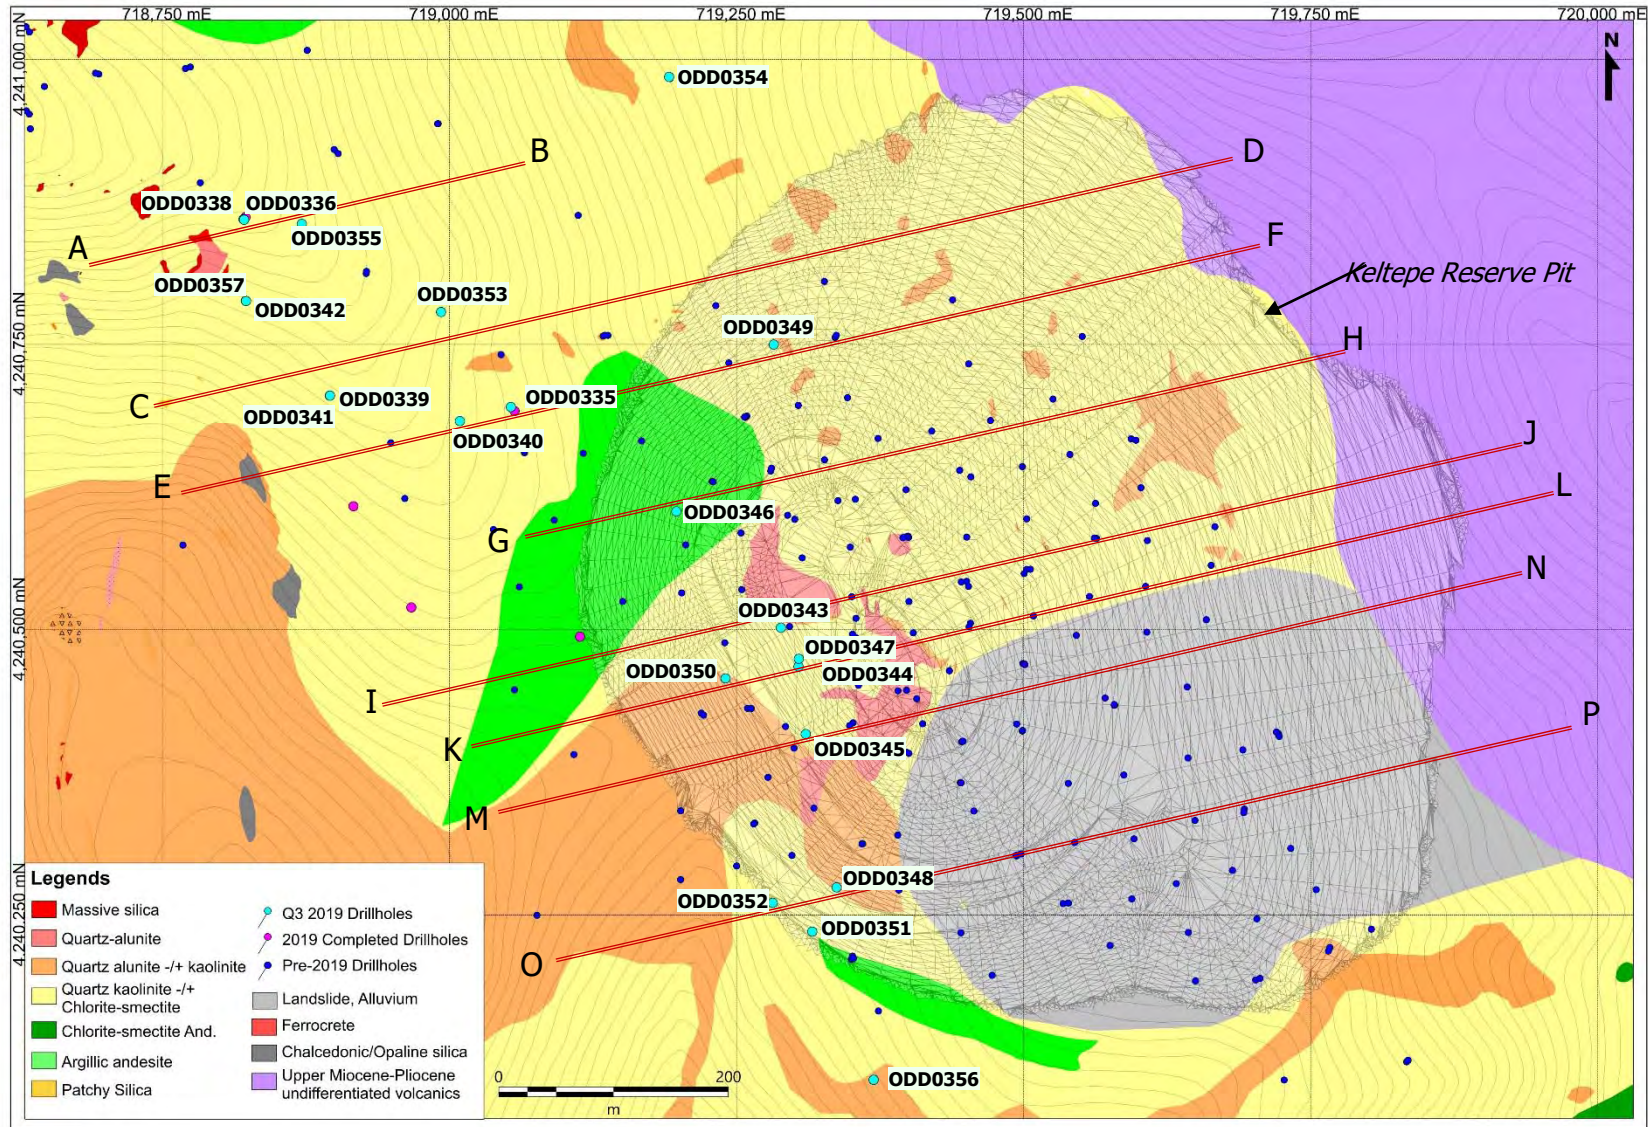 718,750 mE
719,000 mE
719,250 mE
719,500 mE
719,750 mE
720,000 mE
4,241,000 mN
4,240,750 mN
4,240,500 mN
4,240,250 mN
N
ODD0354
B
D
ODD0338
ODD0336
ODD0355
A
F
ODD0357
ODD0342
ODD0353
Keltepe Reserve Pit
ODD0349
H
C
ODD0339
ODD0341
ODD0335
ODD0340
J
E
L
G
ODD0346
N
ODD0343
ODD0347
ODD0350
ODD0344
I
P
K
ODD0345
M
ODD0348
ODD0352
ODD0351
O
ODD0356
Legends
Massive silica
Quartz-alunite
Quartz alunite -/+ kaolinite
Quartz kaolinite -/+
Chlorite-smectite
Chlorite-smectite And.
Argillic andesite
Patchy Silica
Q3 2019 Drillholes
2019 Completed Drillholes
Pre-2019 Drillholes
Landslide, Alluvium
Ferrocrete
Chalcedonic/Opaline silica
Upper Miocene-Pliocene
undifferentiated volcanics
0
200
m